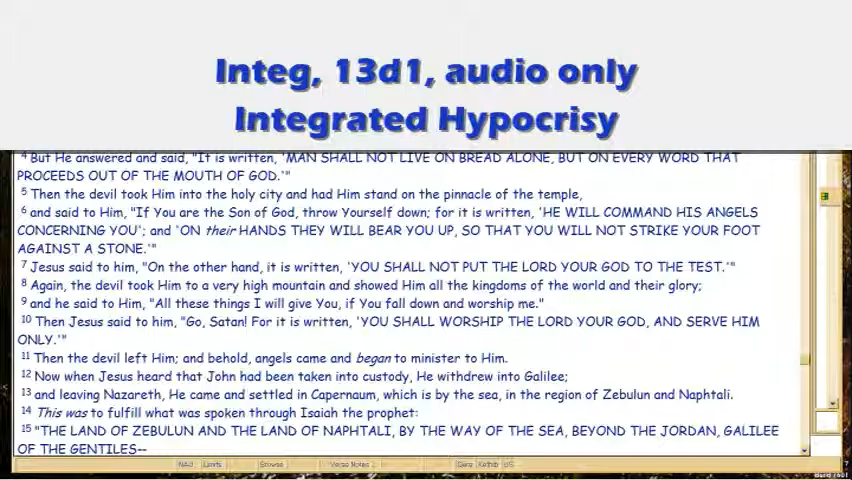 Integ, 13d1, audio only
Integrated Hypocrisy
4 But He answered and said, "It is written, 'MAN SHALL NOT LIVE ON BREAD ALONE, BUT ON EVERY WORD THAT
PROCEEDS OUT OF THE MOUTH OF GOD.'"
5 Then the devil took Him into the holy city and had Him stand on the pinnacle of the temple,
6 and said to Him, "If You are the Son of God, throw Yourself down; for it is written, 'HE WILL COMMAND HIS ANGELS
CONCERNING YOU'; and 'ON their HANDS THEY WILL BEAR YOU UP, SO THAT YOU WILL NOT STRIKE YOUR FOOT
AGAINST A STONE.'"
7 Jesus said to him, "On the other hand, it is written, 'YOU SHALL NOT PUT THE LORD YOUR GOD TO THE TEST.'"
8 Again, the devil took Him to a very high mountain and showed Him all the kingdoms of the world and their glory;
9 and he said to Him, "All these things I will give You, if You fall down and worship me."
10 Then Jesus said to him, "Go, Satan! For it is written, 'YOU SHALL WORSHIP THE LORD YOUR GOD, AND SERVE HIM
ONLY.'"
11 Then the devil left Him; and behold, angels came and began to minister to Him.
12 Now when Jesus heard that John had been taken into custody, He withdrew into Galilee;
13 and leaving Nazareth, He came and settled in Capernaum, which is by the sea, in the region of Zebulun and Naphtali.
14 This was to fulfill what was spoken through Isaiah the prophet:
15 "THE LAND OF ZEBULUN AND THE LAND OF NAPHTALI, BY THE WAY OF THE SEA, BEYOND THE JORDAN, GALILEE
OF THE GENTILES--
NAU Limits Browse Verse Notes